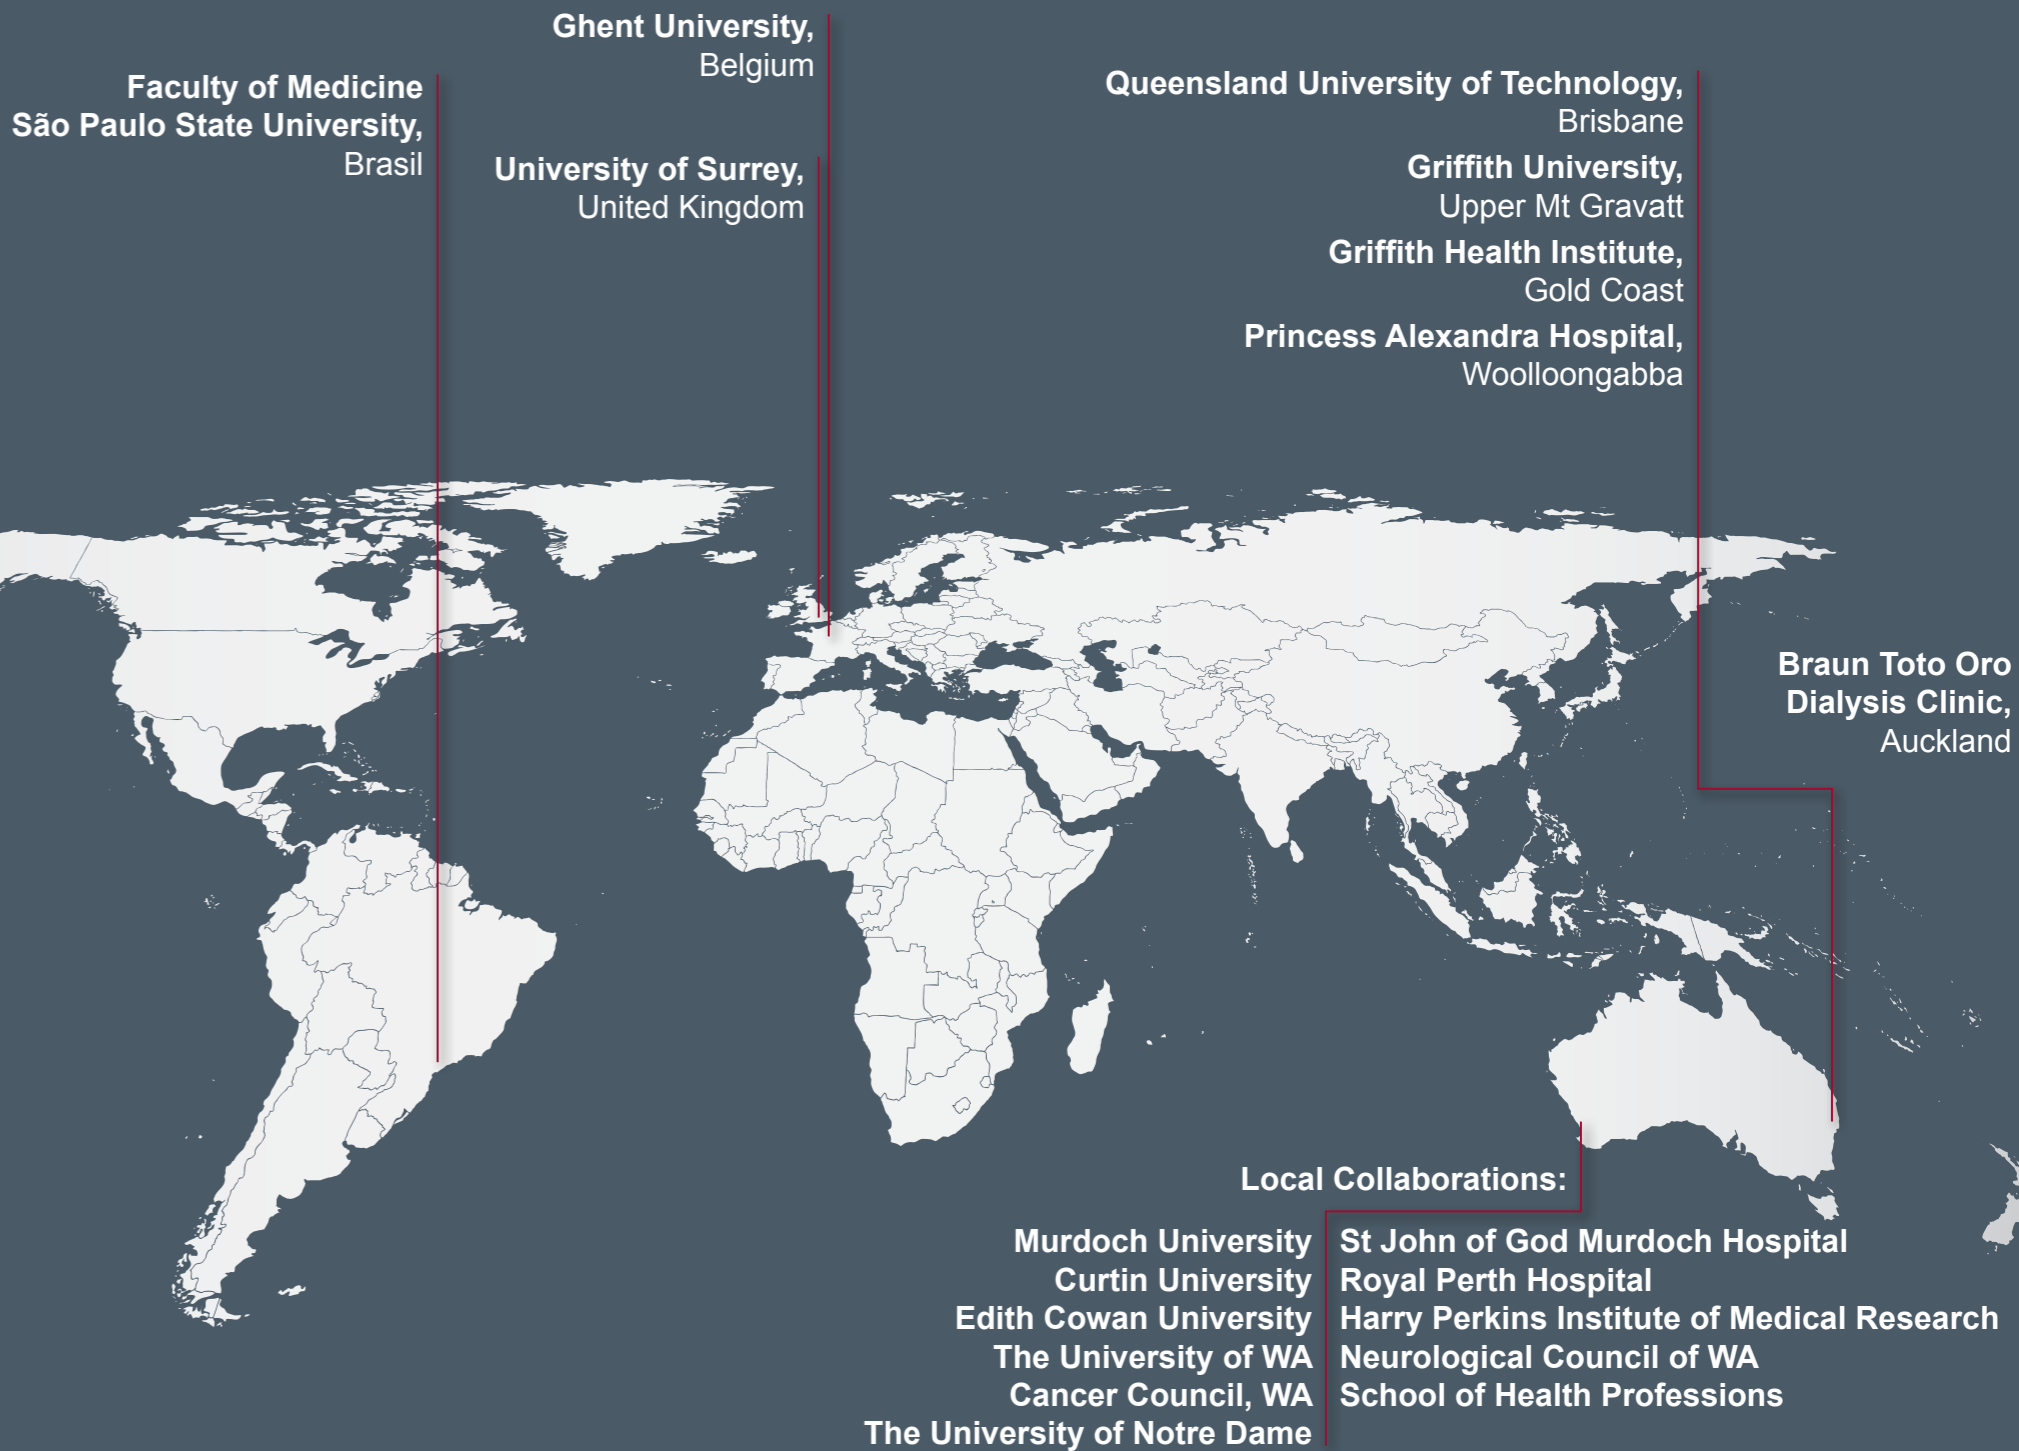 Ghent University,
Belgium
Faculty of Medicine
São Paulo State University,
Brasil
University of Surrey,
United Kingdom
Queensland University of Technology,
Brisbane
Griffith University,
Upper Mt Gravatt
Griffith Health Institute,
Gold Coast
Princess Alexandra Hospital,
Woolloongabba
Braun Toto Oro
Dialysis Clinic,
Auckland
Local Collaborations:
Murdoch University
Curtin University
Edith Cowan University
The University of WA
Cancer Council, WA
The University of Notre Dame
St John of God Murdoch Hospital
Royal Perth Hospital
Harry Perkins Institute of Medical Research
Neurological Council of WA
School of Health Professions